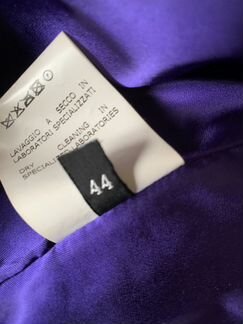 LAVAGGIO A SECCO IN
LABORATORI SPECIALIZZATI
DRY CLEANING IN
SPECIALIZED LABORATORIES
44